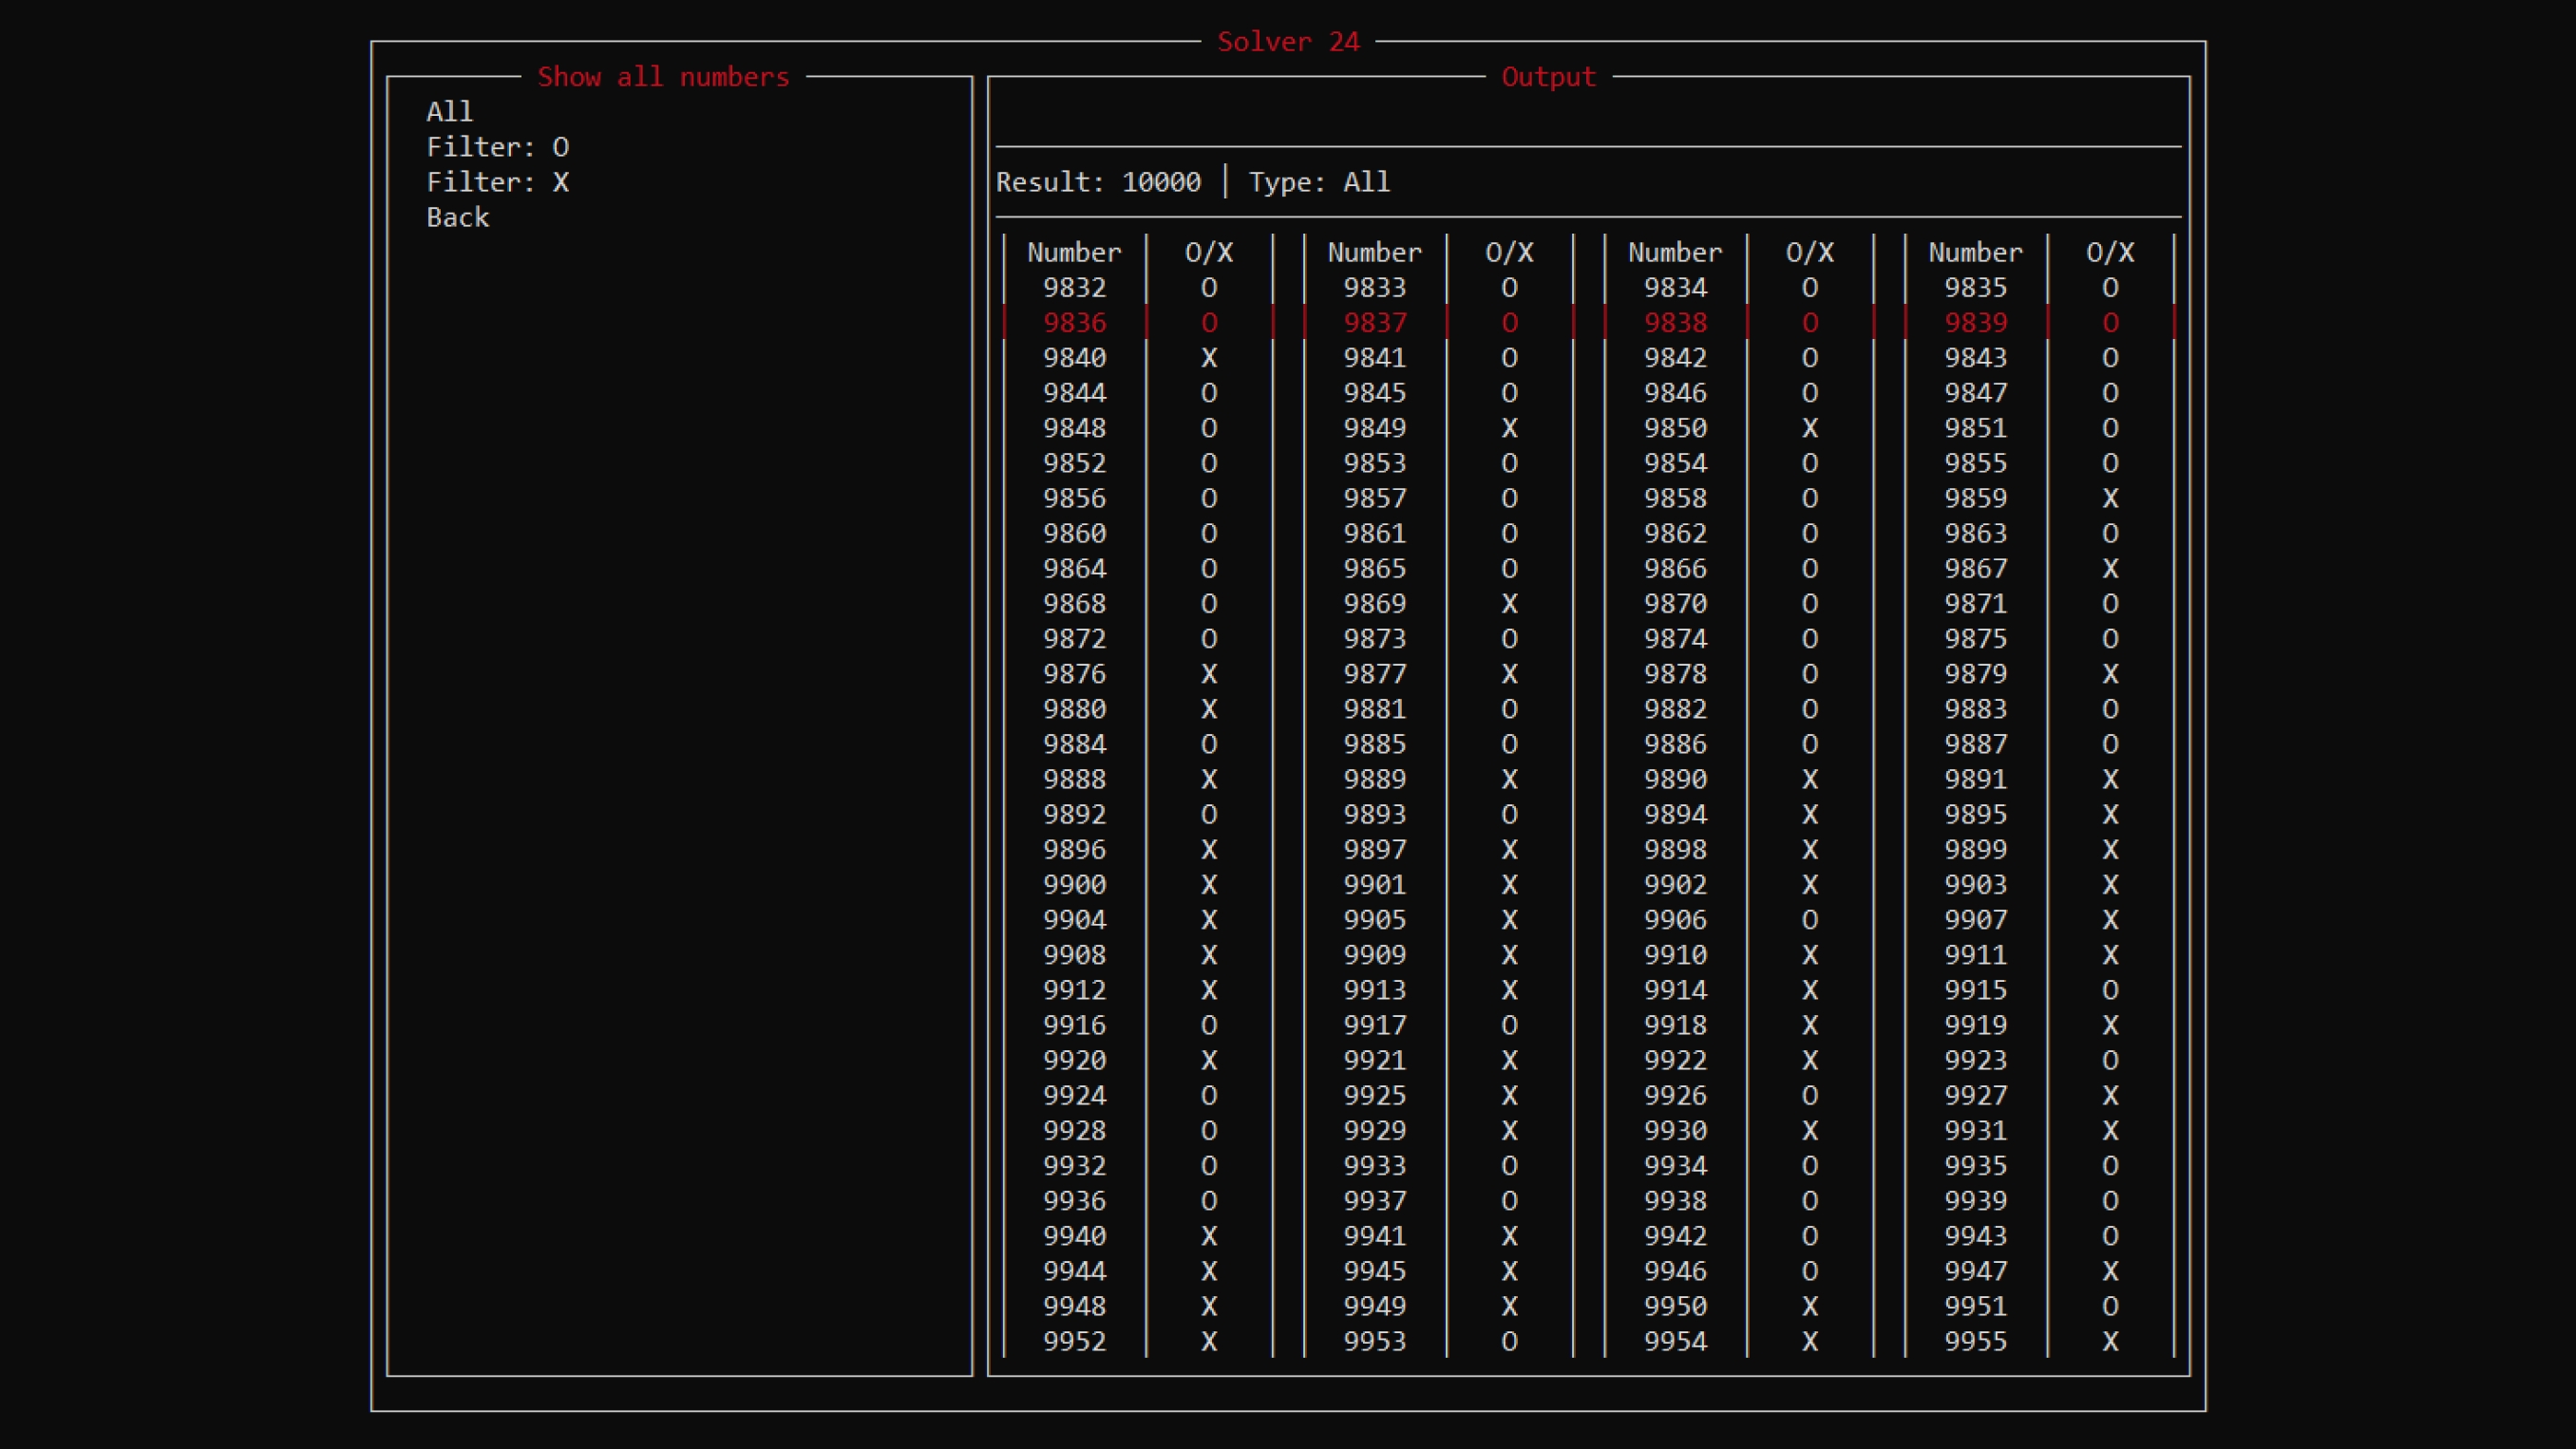 Solver 24
Show all numbers
All
Filter: O
Filter: X
Back
Output
Result: 10000 │ Type: All
│ Number │ O/X │ │ Number │ O/X │ │ Number │ O/X │ │ Number │ O/X │
│ 9832 │ O │ │ 9833 │ O │ │ 9834 │ O │ │ 9835 │ O │
│ 9836 │ O │ │ 9837 │ O │ │ 9838 │ O │ │ 9839 │ O │
│ 9840 │ X │ │ 9841 │ O │ │ 9842 │ O │ │ 9843 │ O │
│ 9844 │ O │ │ 9845 │ O │ │ 9846 │ O │ │ 9847 │ O │
│ 9848 │ O │ │ 9849 │ X │ │ 9850 │ X │ │ 9851 │ O │
│ 9852 │ O │ │ 9853 │ O │ │ 9854 │ O │ │ 9855 │ O │
│ 9856 │ O │ │ 9857 │ O │ │ 9858 │ O │ │ 9859 │ X │
│ 9860 │ O │ │ 9861 │ O │ │ 9862 │ O │ │ 9863 │ O │
│ 9864 │ O │ │ 9865 │ O │ │ 9866 │ O │ │ 9867 │ X │
│ 9868 │ O │ │ 9869 │ X │ │ 9870 │ O │ │ 9871 │ O │
│ 9872 │ O │ │ 9873 │ O │ │ 9874 │ O │ │ 9875 │ O │
│ 9876 │ X │ │ 9877 │ X │ │ 9878 │ O │ │ 9879 │ X │
│ 9880 │ X │ │ 9881 │ O │ │ 9882 │ O │ │ 9883 │ O │
│ 9884 │ O │ │ 9885 │ O │ │ 9886 │ O │ │ 9887 │ O │
│ 9888 │ X │ │ 9889 │ X │ │ 9890 │ X │ │ 9891 │ X │
│ 9892 │ O │ │ 9893 │ O │ │ 9894 │ X │ │ 9895 │ X │
│ 9896 │ X │ │ 9897 │ X │ │ 9898 │ X │ │ 9899 │ X │
│ 9900 │ X │ │ 9901 │ X │ │ 9902 │ X │ │ 9903 │ X │
│ 9904 │ X │ │ 9905 │ X │ │ 9906 │ O │ │ 9907 │ X │
│ 9908 │ X │ │ 9909 │ X │ │ 9910 │ X │ │ 9911 │ X │
│ 9912 │ X │ │ 9913 │ X │ │ 9914 │ X │ │ 9915 │ O │
│ 9916 │ O │ │ 9917 │ O │ │ 9918 │ X │ │ 9919 │ X │
│ 9920 │ X │ │ 9921 │ X │ │ 9922 │ X │ │ 9923 │ O │
│ 9924 │ O │ │ 9925 │ X │ │ 9926 │ O │ │ 9927 │ X │
│ 9928 │ O │ │ 9929 │ X │ │ 9930 │ X │ │ 9931 │ X │
│ 9932 │ O │ │ 9933 │ O │ │ 9934 │ O │ │ 9935 │ O │
│ 9936 │ O │ │ 9937 │ O │ │ 9938 │ O │ │ 9939 │ O │
│ 9940 │ X │ │ 9941 │ X │ │ 9942 │ O │ │ 9943 │ O │
│ 9944 │ X │ │ 9945 │ X │ │ 9946 │ O │ │ 9947 │ X │
│ 9948 │ X │ │ 9949 │ X │ │ 9950 │ X │ │ 9951 │ O │
│ 9952 │ X │ │ 9953 │ O │ │ 9954 │ X │ │ 9955 │ X │